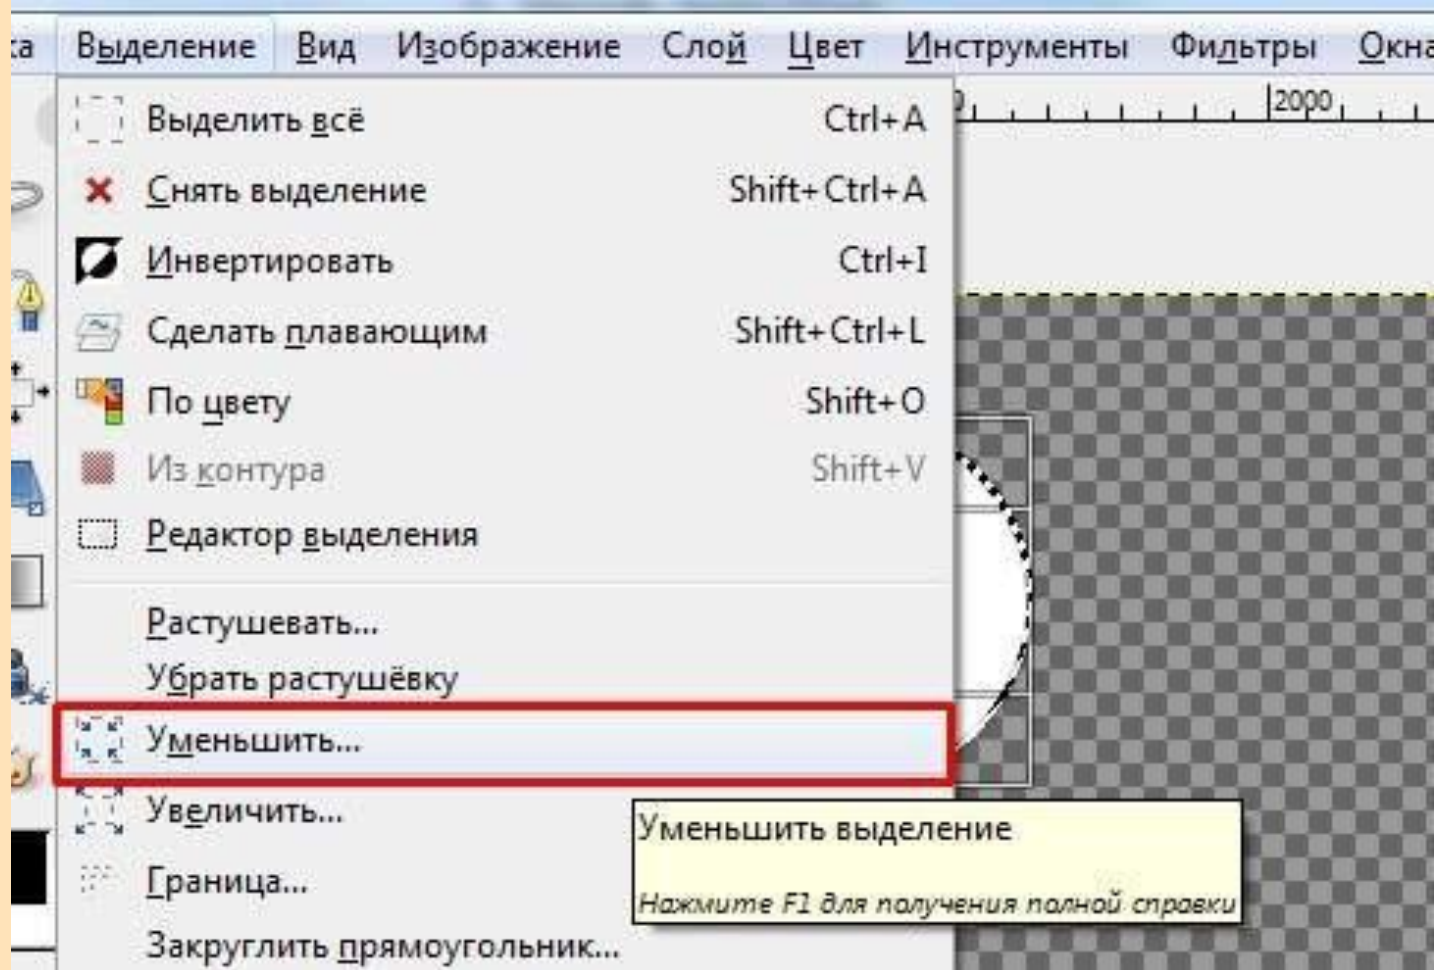 Выделение Вид Изображение Слой Цвет Инструменты Фильтры Окна
2000
Выделить всё Ctrl+A
Снять выделение Shift+Ctrl+A
Инвертировать Ctrl+I
Сделать плавающим Shift+Ctrl+L
По цвету Shift+O
Из контура Shift+V
Редактор выделения
Растушевать...
Убрать растушёвку
Уменьшить...
Увеличить...
Уменьшить выделение
Граница...
Нажмите F1 для получения полной справки
Закруглить прямоугольник...